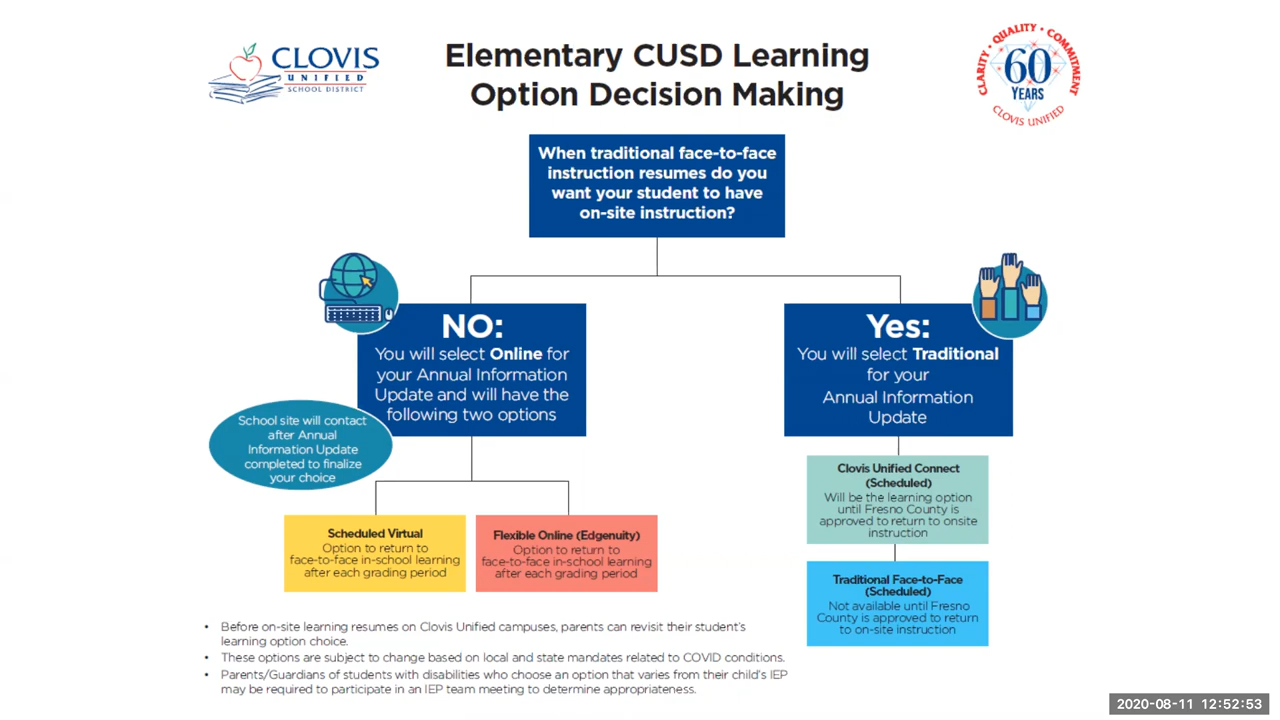 CLOVIS
UNIFIED
SCHOOL DISTRICT
Elementary CUSD Learning
Option Decision Making
CLARITY • QUALITY • COMMITMENT
60
YEARS
CLOVIS UNIFIED
When traditional face-to-face
instruction resumes do you
want your student to have
on-site instruction?
NO:
You will select Online for
your Annual Information
Update and will have the
following two options
Yes:
You will select Traditional
for your
Annual Information
Update
School site will contact
after Annual
Information Update
completed to finalize
your choice
Clovis Unified Connect
(Scheduled)
Will be the learning option
until Fresno County is
approved to return to onsite
instruction
Scheduled Virtual
Option to return to
face-to-face in-school learning
after each grading period
Flexible Online (Edgenuity)
Option to return to
face-to-face in-school learning
after each grading period
Traditional Face-to-Face
(Scheduled)
Not available until Fresno
County is approved to return
to on-site instruction
• Before on-site learning resumes on Clovis Unified campuses, parents can revisit their student's
learning option choice.
• These options are subject to change based on local and state mandates related to COVID conditions.
• Parents/Guardians of students with disabilities who choose an option that varies from their child's IEP
may be required to participate in an IEP team meeting to determine appropriateness.
2020-08-11 12:52:53